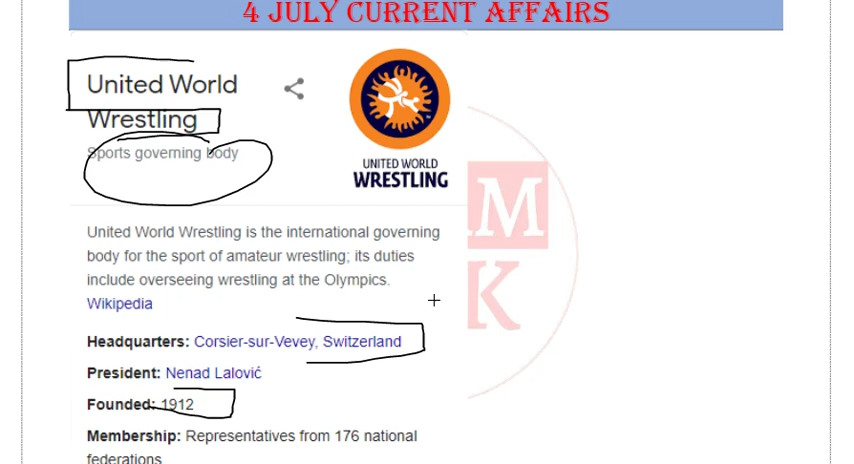 4 JULY CURRENT AFFAIRS
United World
Wrestling
Sports governing body
UNITED WORLD
WRESTLING
United World Wrestling is the international governing
body for the sport of amateur wrestling; its duties
include overseeing wrestling at the Olympics.
Wikipedia
Headquarters: Corsier-sur-Vevey, Switzerland
President: Nenad Lalović
Founded: 1912
Membership: Representatives from 176 national
federations
M
K